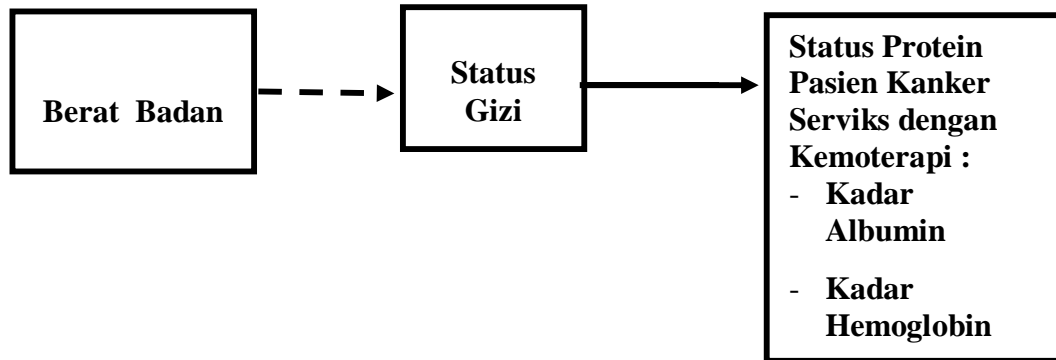 Berat Badan
Status
Gizi
Status Protein
Pasien Kanker
Serviks dengan
Kemoterapi :
- Kadar
Albumin
- Kadar
Hemoglobin